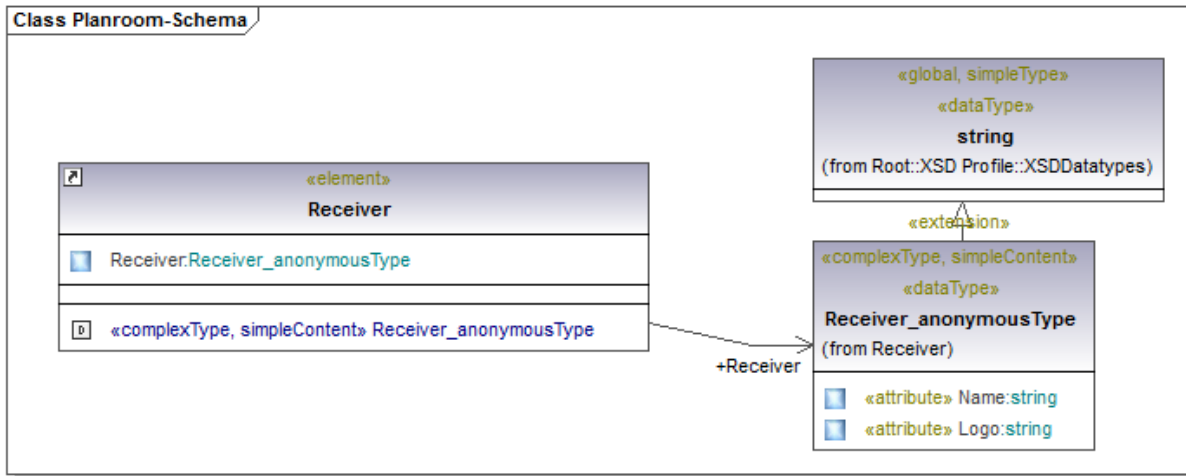 Class Planroom-Schema
«element»
Receiver
Receiver:Receiver_anonymousType
D
«complexType, simpleContent» Receiver_anonymousType
+Receiver
«global, simpleType»
«dataType»
string
(from Root::XSD Profile::XSDDatatypes)
«extension»
«complexType, simpleContent»
«dataType»
Receiver_anonymousType
(from Receiver)
«attribute» Name:string
«attribute» Logo:string